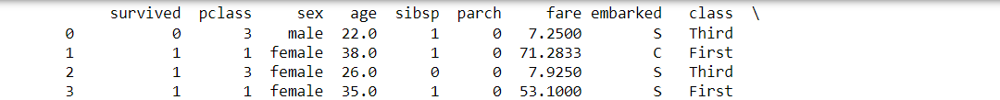 survived pclass sex age sibsp parch fare embarked class \
0 0 3 male 22.0 1 0 7.2500 S Third
1 1 1 female 38.0 1 0 71.2833 C First
2 1 3 female 26.0 0 0 7.9250 S Third
3 1 1 female 35.0 1 0 53.1000 S First